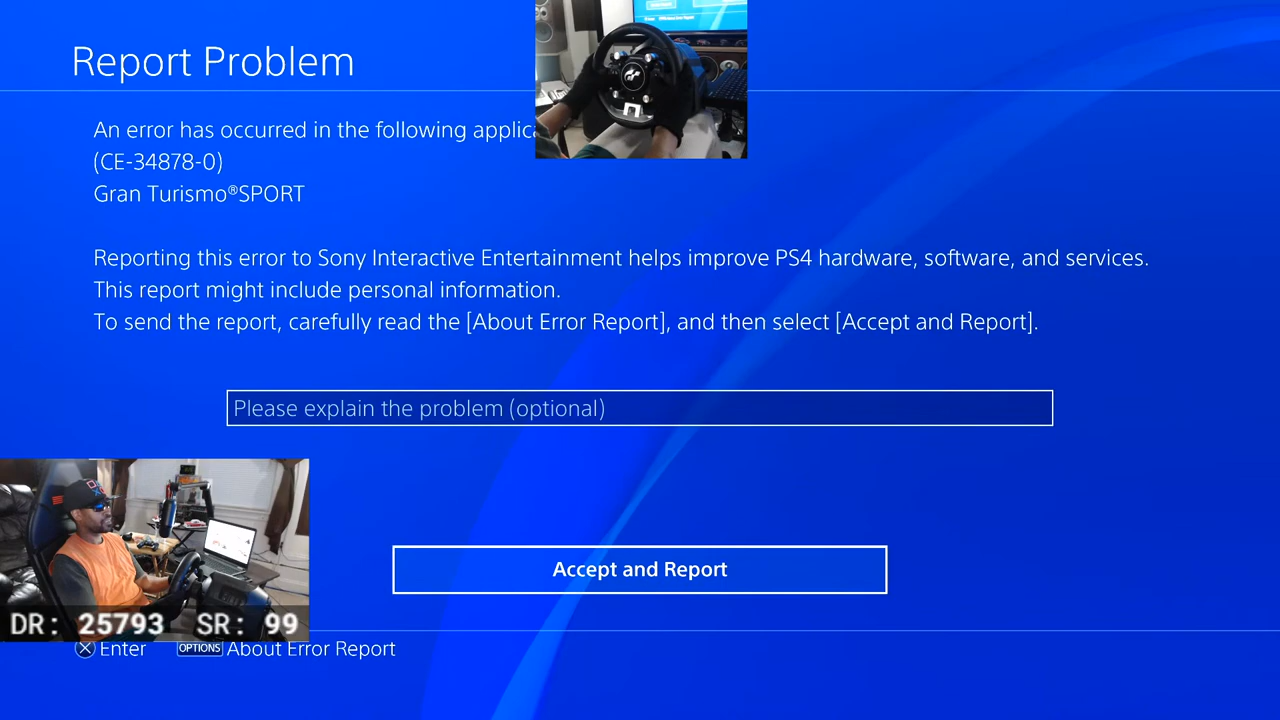 Report Problem
An error has occurred in the following applic
(CE-34878-0)
Gran Turismo®SPORT
Reporting this error to Sony Interactive Entertainment helps improve PS4 hardware, software, and services.
This report might include personal information.
To send the report, carefully read the [About Error Report], and then select [Accept and Report].
Please explain the problem (optional)
Accept and Report
DR: 25793 SR: 99
Enter OPTIONS About Error Report